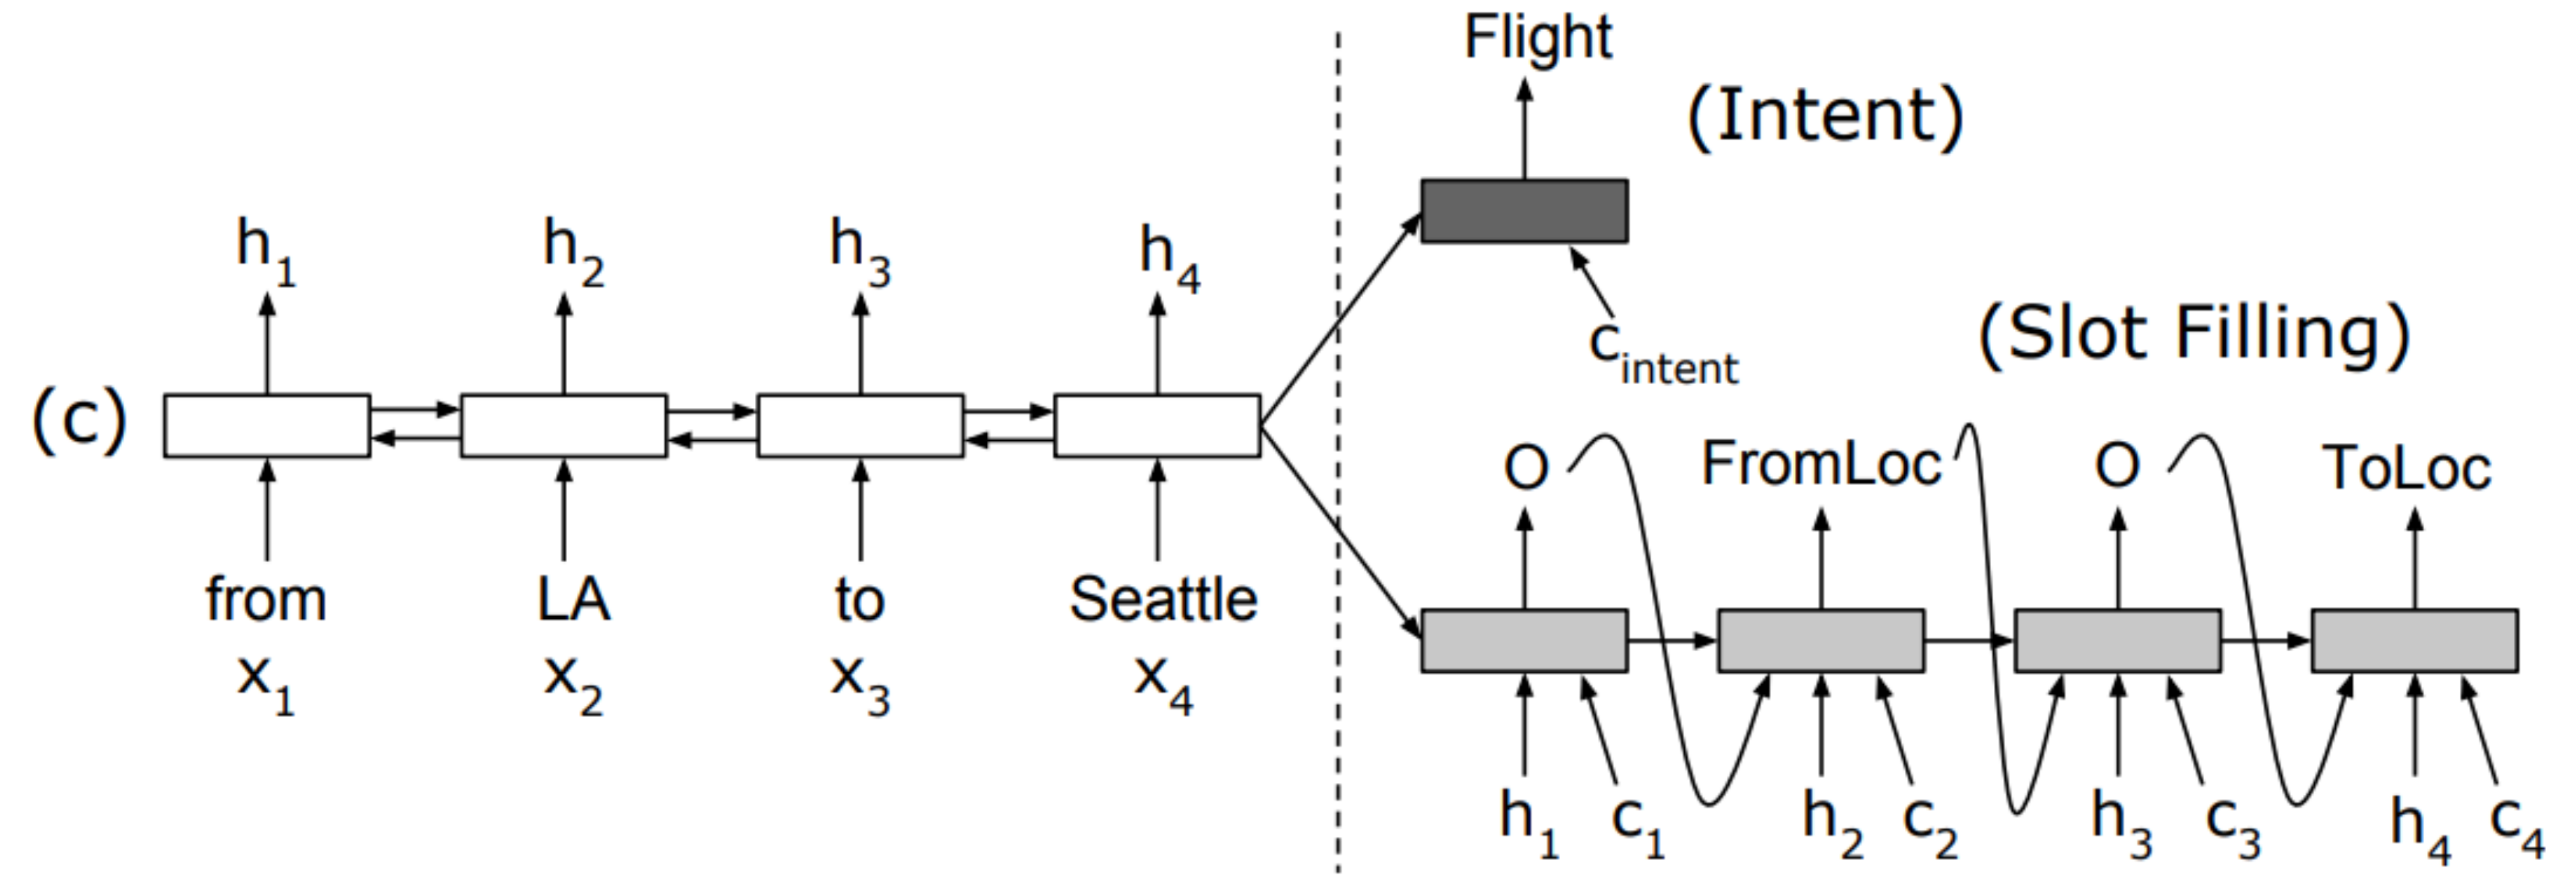 Flight
(Intent)
h1 h2 h3 h4
cintent
(Slot Filling)
(c)
O FromLoc O ToLoc
from LA to Seattle
x1 x2 x3 x4
h1 c1 h2 c2 h3 c3 h4 c4